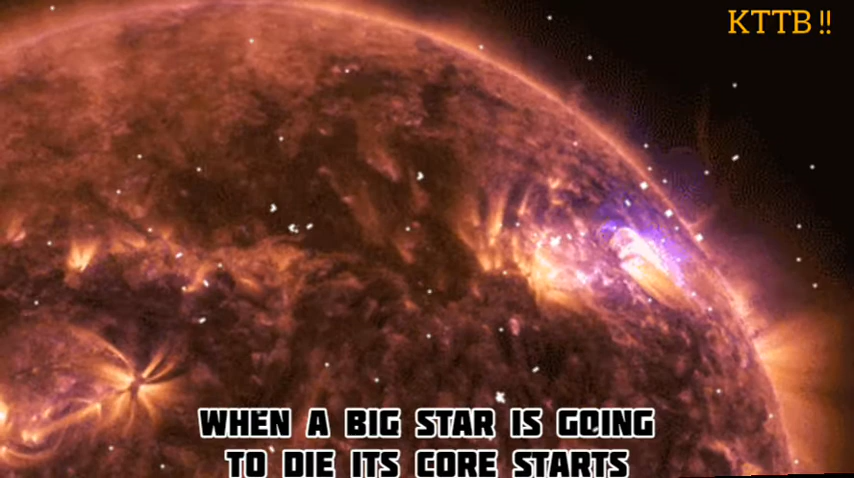 KTTB !!
WHEN A BIG STAR IS GOING
TO DIE ITS CORE STARTS